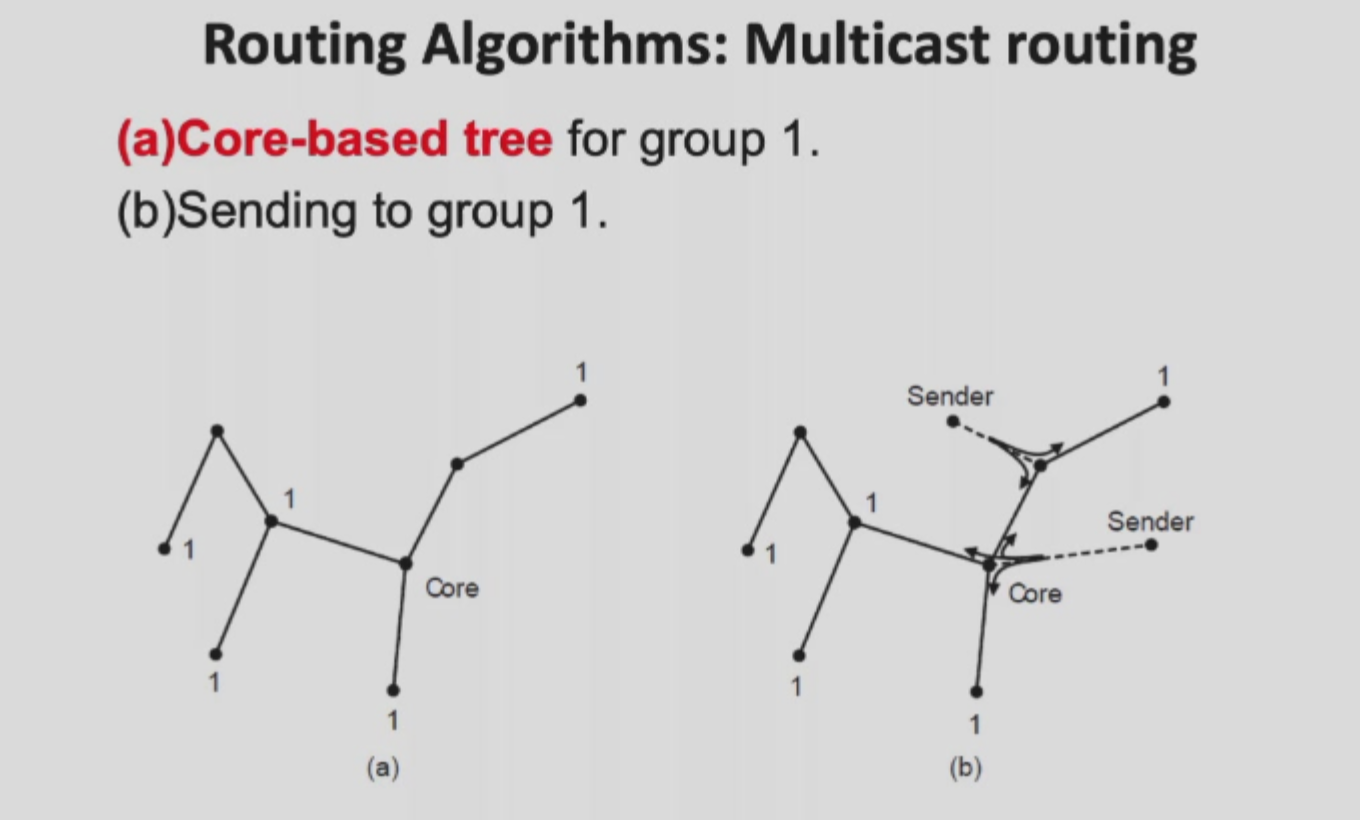 Routing Algorithms: Multicast routing
(a)Core-based tree for group 1.
(b)Sending to group 1.
1
1
1
Core
1
1
(a)
Sender
1
1
Sender
1
Core
1
1
(b)